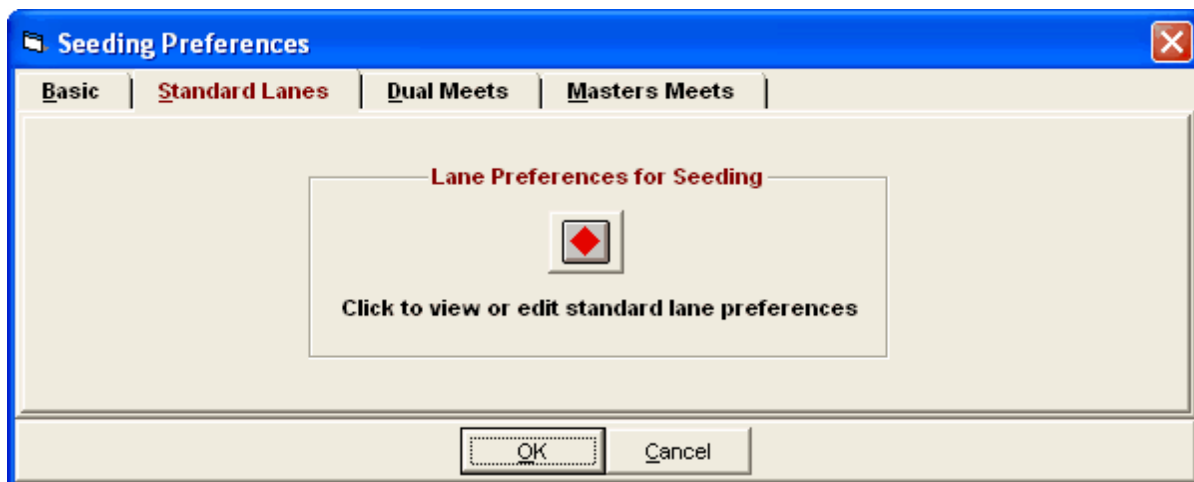 Seeding Preferences
Basic Standard Lanes Dual Meets Masters Meets
Lane Preferences for Seeding
Click to view or edit standard lane preferences
OK Cancel